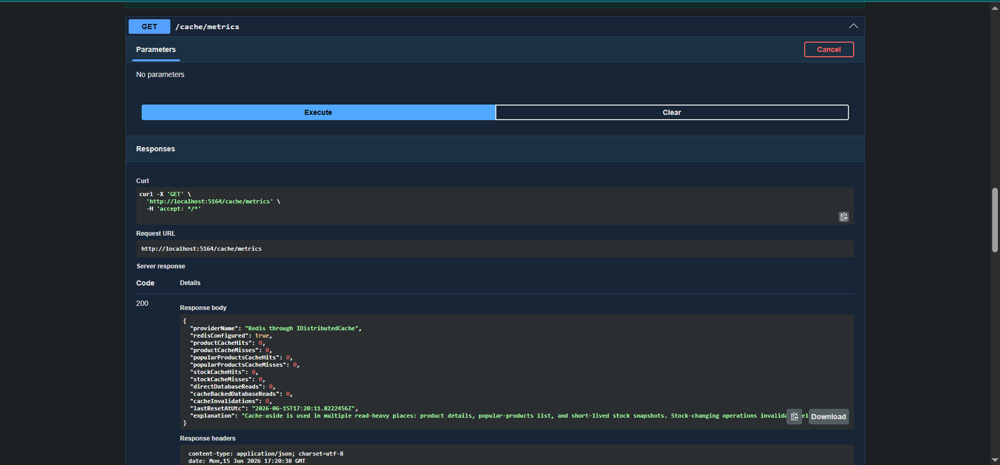 GET /cache/metrics
Parameters
Cancel
No parameters
Execute
Clear
Responses
Curl
curl -X 'GET' \
'http://localhost:5164/cache/metrics' \
-H 'accept: */*'
Request URL
http://localhost:5164/cache/metrics
Server response
Code Details
200
Response body
{
"providerName": "Redis through IDistributedCache",
"redisConfigured": true,
"productCacheHits": 0,
"productCacheMisses": 0,
"popularProductsCacheHits": 0,
"popularProductsCacheMisses": 0,
"stockCacheHits": 0,
"stockCacheMisses": 0,
"directDatabaseReads": 0,
"cacheBackedDatabaseReads": 0,
"cacheInvalidations": 0,
"lastResetAtUtc": "2026-06-15T17:20:11.8222456Z",
"explanation": "Cache-aside is used in multiple read-heavy places: product details, popular-products list, and short-lived stock snapshots. Stock-changing operations
}
Download
Response headers
content-type: application/json; charset=utf-8
date: Mon,15 Jun 2026 17:20:38 GMT